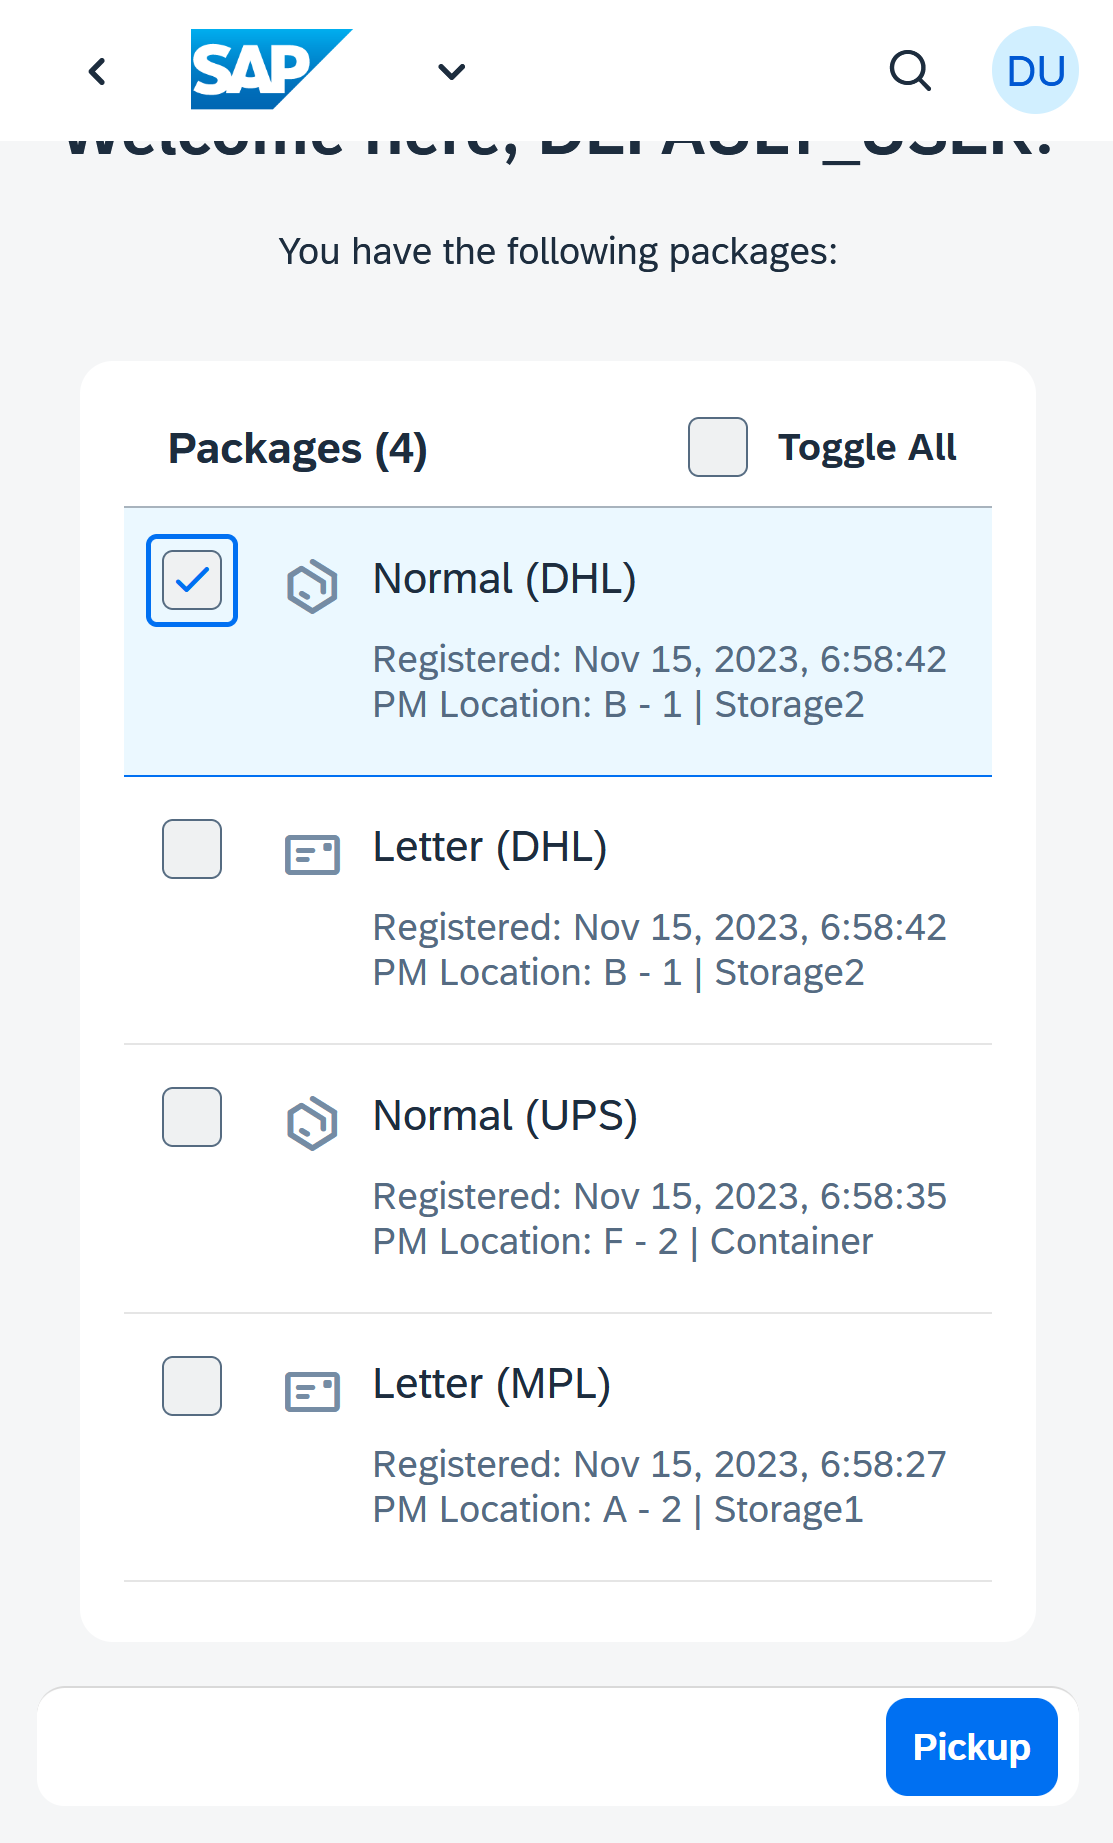 SAP
DU
Welcome here, DEFAULT_USER!
You have the following packages:
Packages (4)
Toggle All
Normal (DHL)
Registered: Nov 15, 2023, 6:58:42
PM Location: B - 1 | Storage2
Letter (DHL)
Registered: Nov 15, 2023, 6:58:42
PM Location: B - 1 | Storage2
Normal (UPS)
Registered: Nov 15, 2023, 6:58:35
PM Location: F - 2 | Container
Letter (MPL)
Registered: Nov 15, 2023, 6:58:27
PM Location: A - 2 | Storage1
Pickup